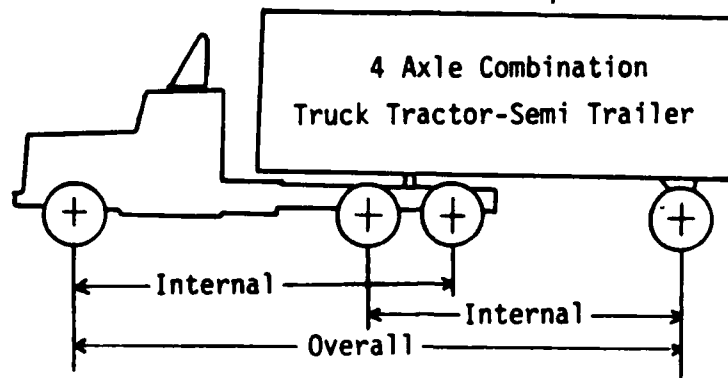 4 Axle Combination
Truck Tractor-Semi Trailer
Internal
Internal
Overall